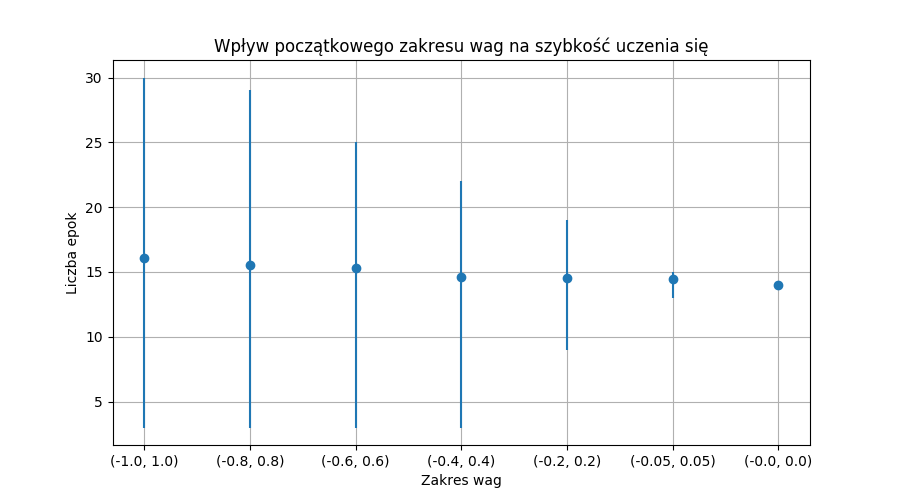 Wpływ początkowego zakresu wag na szybkość uczenia się
30
25
20
15
10
5
Liczba epok
(-1.0, 1.0) (-0.8, 0.8) (-0.6, 0.6) (-0.4, 0.4) (-0.2, 0.2) (-0.05, 0.05) (-0.0, 0.0)
Zakres wag